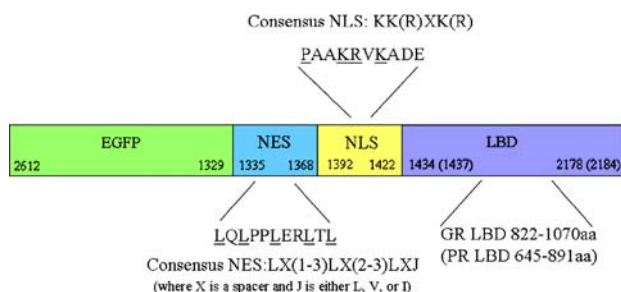 Consensus NLS: KK(R)XK(R)
PAAKRVKADE
EGFP NES NLS LBD
2612 1329 1335 1368 1392 1422 1434 (1437) 2178 (2184)
LQLPPLERLTL
Consensus NES:LX(1-3)LX(2-3)LXJ
(where X is a spacer and J is either L, V, or I)
GR LBD 822-1070aa
(PR LBD 645-891aa)